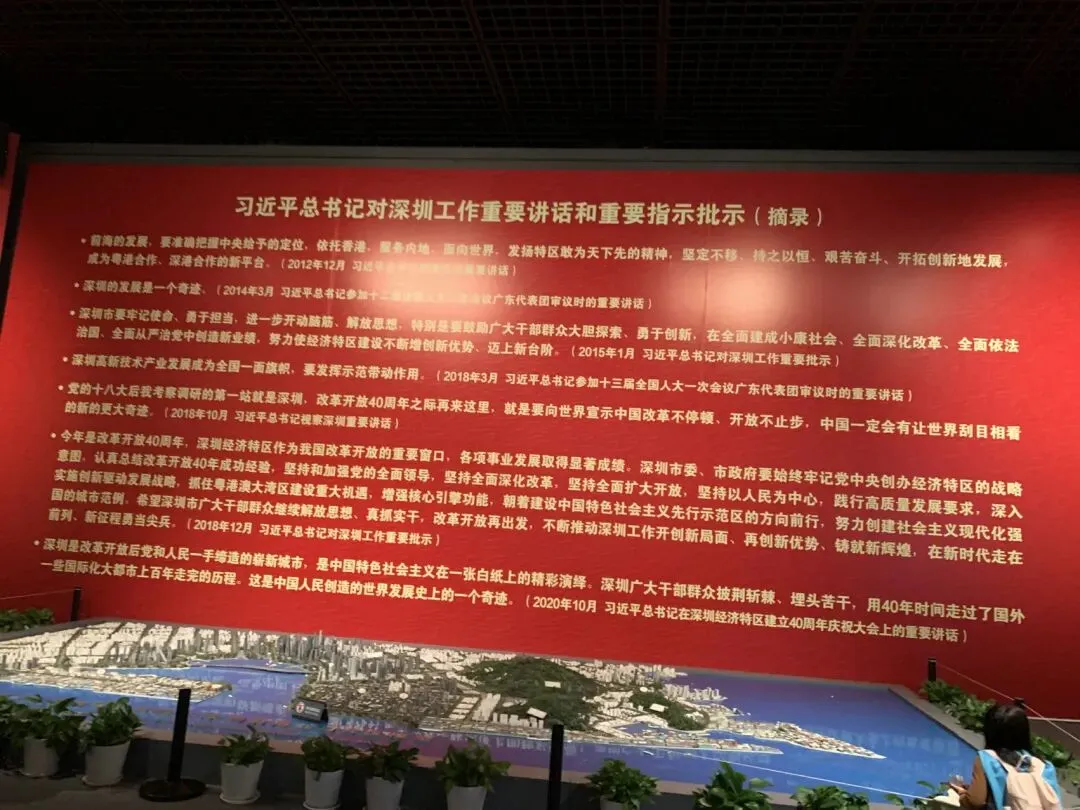 习近平总书记对深圳工作重要讲话和重要指示批示（摘录）
• 前海的发展，要准确把握中央给予的定位，依托香港，服务内地，面向世界，发扬特区敢为天下先的精神，坚定不移、持之以恒、艰苦奋斗、开拓创新地发展，
成为粤港合作、深港合作的新平台。（2012年12月 习近平总书记 重要讲话）
• 深圳的发展是一个奇迹。（2014年3月 习近平总书记参加十二届 会议广东代表团审议时的重要讲话）
• 深圳市要牢记使命、勇于担当，进一步开动脑筋、解放思想，特别是要鼓励广大干部群众大胆探索、勇于创新，在全面建成小康社会、全面深化改革、全面依法
治国、全面从严治党中创造新业绩，努力使经济特区建设不断增创新优势、迈上新台阶。（2015年1月 习近平总书记对深圳工作重要批示）
• 深圳高新技术产业发展成为全国一面旗帜，要发挥示范带动作用。（2018年3月 习近平总书记参加十三届全国人大一次会议广东代表团审议时的重要讲话）
• 党的十八大后我考察调研的第一站就是深圳，改革开放40周年之际再来这里，就是要向世界宣示中国改革不停顿、开放不止步，中国一定会有让世界刮目相看
的新的更大奇迹。（2018年10月 习近平总书记视察深圳重要讲话）
• 今年是改革开放40周年，深圳经济特区作为我国改革开放的重要窗口，各项事业发展取得显著成绩。深圳市委、市政府要始终牢记党中央创办经济特区的战略
意图，认真总结改革开放40年成功经验，坚持和加强党的全面领导，坚持全面深化改革，坚持全面扩大开放，坚持以人民为中心，践行高质量发展要求，深入
实施创新驱动发展战略，抓住粤港澳大湾区建设重大机遇，增强核心引擎功能，朝着建设中国特色社会主义先行示范区的方向前行，努力创建社会主义现代化强
国的城市范例。希望深圳市广大干部群众继续解放思想、真抓实干，改革开放再出发，不断推动深圳工作开创新局面、再创新优势、铸就新辉煌，在新时代走在
前列、新征程勇当尖兵。（2018年12月 习近平总书记对深圳工作重要批示）
• 深圳是改革开放后党和人民一手缔造的崭新城市，是中国特色社会主义在一张白纸上的精彩演绎。深圳广大干部群众披荆斩棘、埋头苦干，用40年时间走过了国外
一些国际化大都市上百年走完的历程。这是中国人民创造的世界发展史上的一个奇迹。（2020年10月 习近平总书记在深圳经济特区建立40周年庆祝大会上的重要讲话）